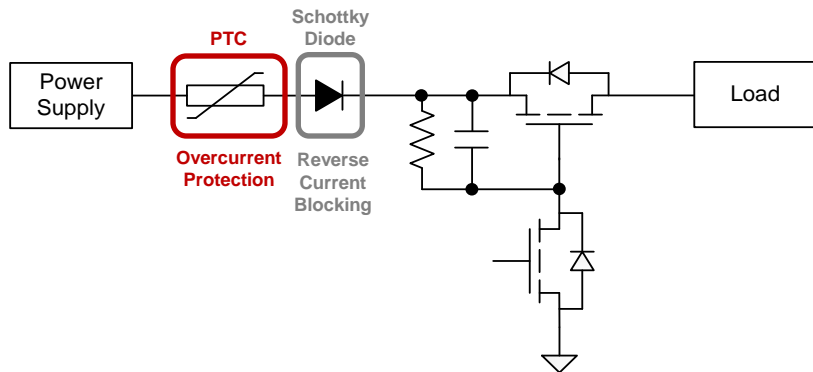 Schottky
Diode
PTC
Power
Supply
Load
Overcurrent
Protection
Reverse
Current
Blocking